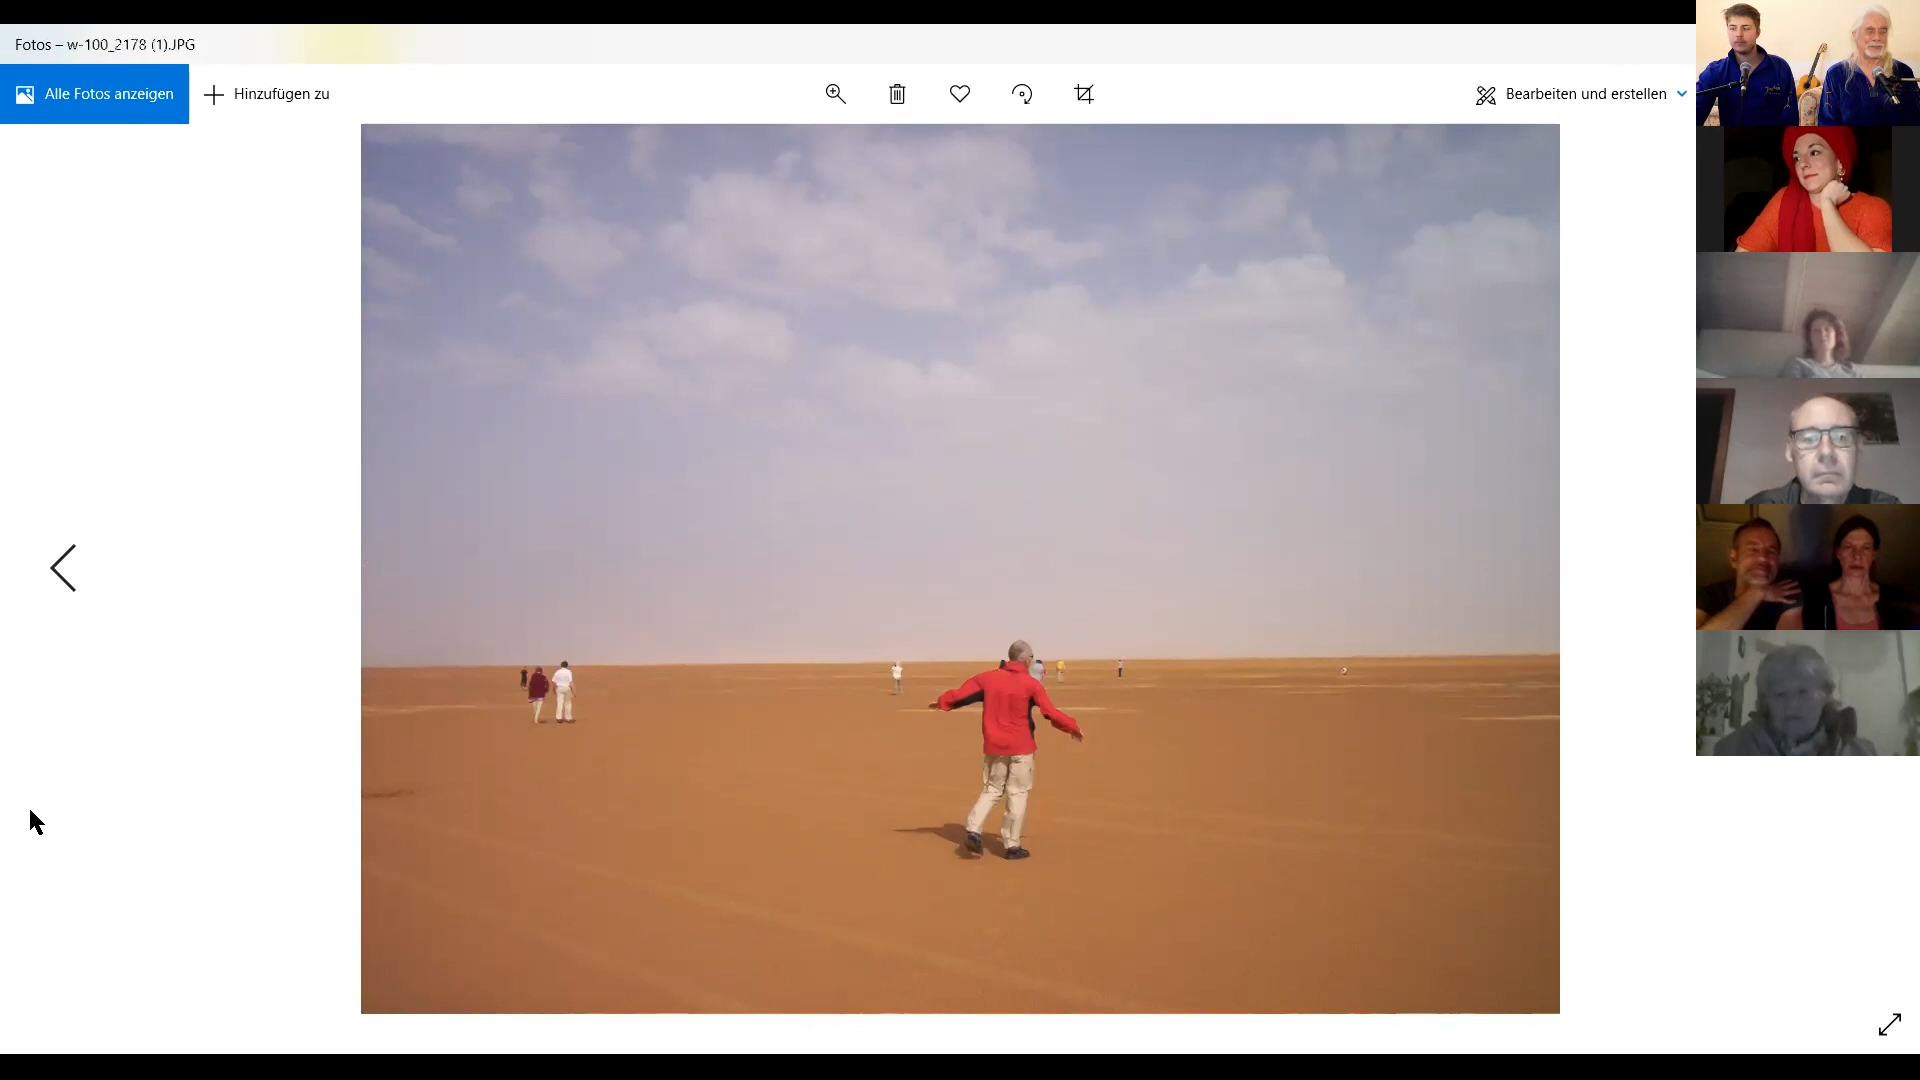 Fotos – w-100_2178 (1).JPG
Alle Fotos anzeigen
Hinzufügen zu
Bearbeiten und erstellen